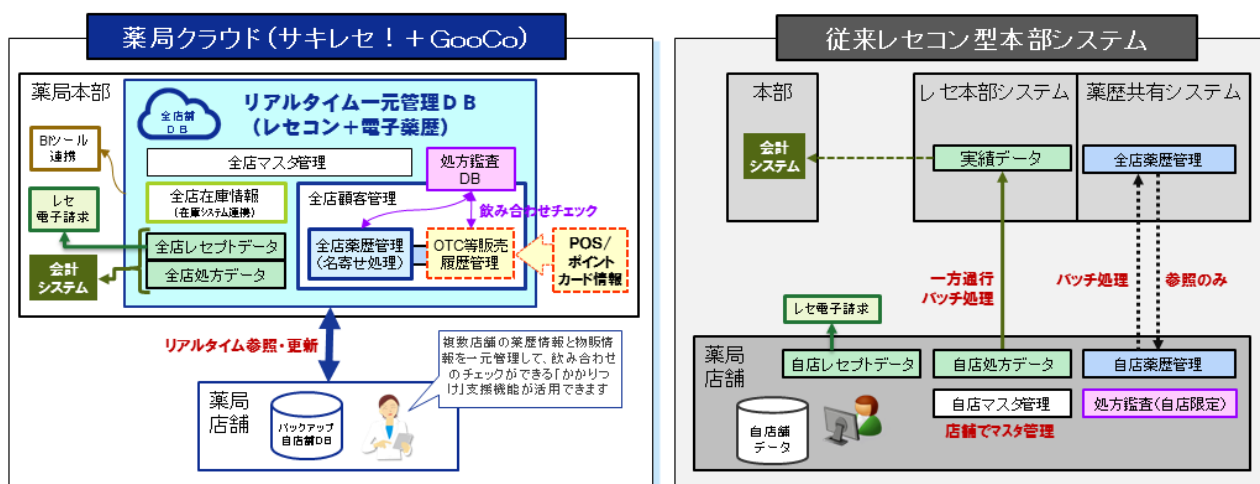 薬局クラウド(サキレセ！＋GooCo)
薬局本部
全店舗
DB
リアルタイム一元管理DB
(レセコン＋電子薬歴)
BIツール
連携
全店マスタ管理
処方鑑査
DB
レセ
電子請求
全店在庫情報
(在庫システム連携)
全店顧客管理
飲み合わせチェック
全店レセプトデータ
全店処方データ
全店薬歴管理
(名寄せ処理)
OTC等販売
履歴管理
POS/
ポイント
カード情報
会計
システム
リアルタイム参照・更新
複数店舗の薬歴情報と物販情
報を一元管理して、飲み合わせ
のチェックができる「かかりつ
け」支援機能が活用できます
薬局
店舗
バックアップ
自店舗DB
従来レセコン型本部システム
本部
レセ本部システム
薬歴共有システム
会計
システム
実績データ
全店薬歴管理
一方通行
バッチ処理
バッチ処理
参照のみ
レセ電子請求
薬局
店舗
自店レセプトデータ
自店処方データ
自店薬歴管理
自店マスタ管理
処方鑑査(自店限定)
店舗でマスタ管理
自店舗
データ